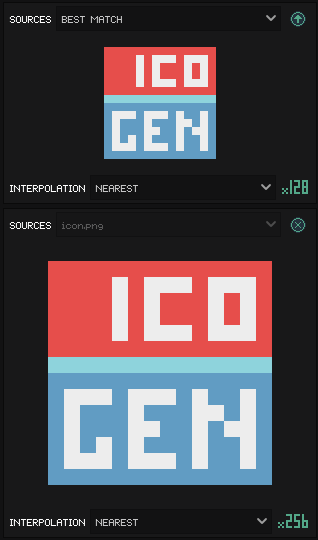 SOURCES BEST MATCH
ICO
GEN
INTERPOLATION NEAREST x128
SOURCES icon.png
ICO
GEN
INTERPOLATION NEAREST x256